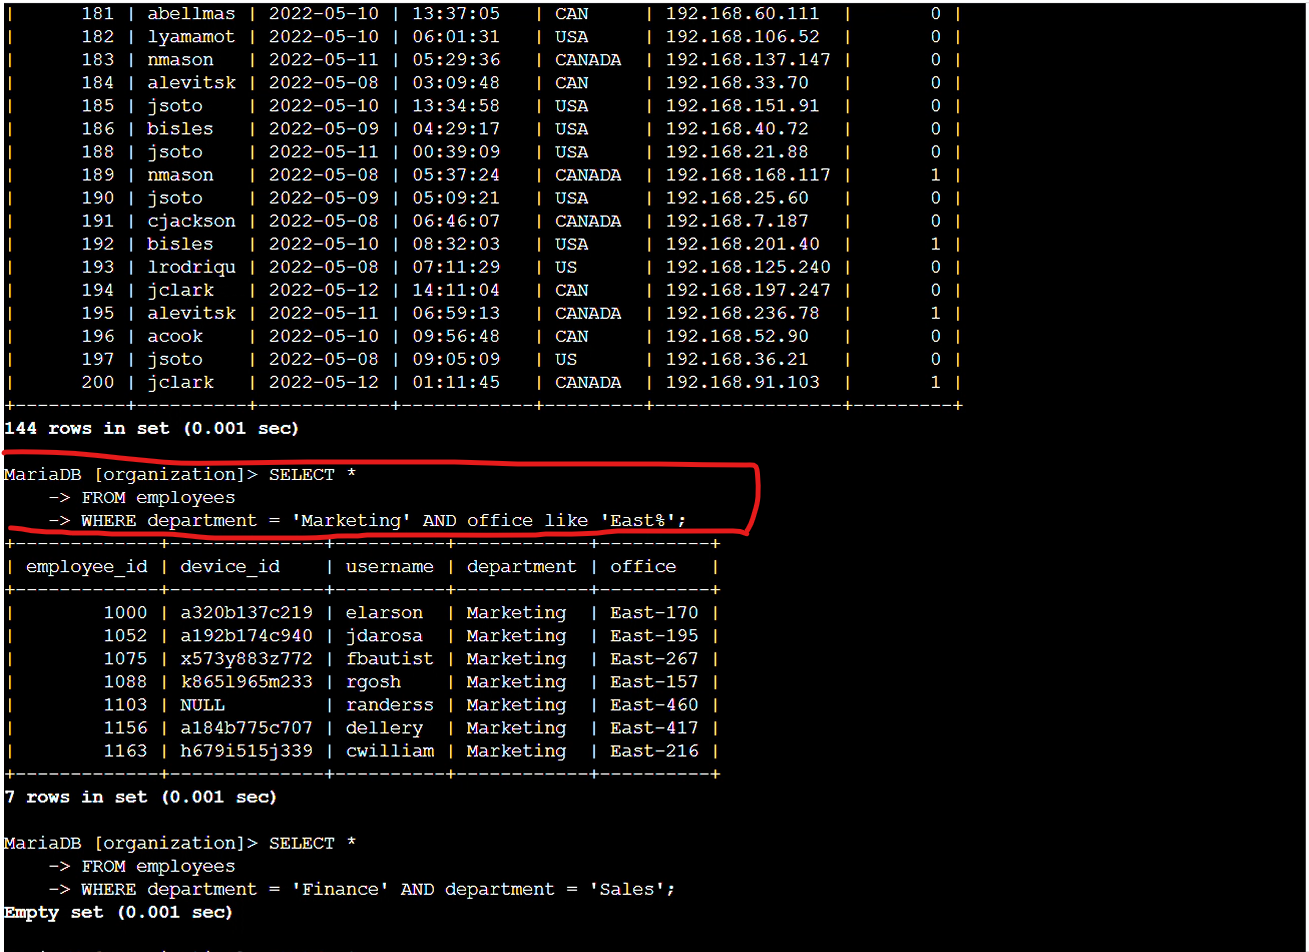 | 181 | abellmas | 2022-05-10 | 13:37:05 | CAN | 192.168.60.111 | 0 |
| 182 | lyamamot | 2022-05-10 | 06:01:31 | USA | 192.168.106.52 | 0 |
| 183 | nmason | 2022-05-11 | 05:29:36 | CANADA | 192.168.137.147 | 0 |
| 184 | alevitsk | 2022-05-08 | 03:09:48 | CAN | 192.168.33.70 | 0 |
| 185 | jsoto | 2022-05-10 | 13:34:58 | USA | 192.168.151.91 | 0 |
| 186 | bisles | 2022-05-09 | 04:29:17 | USA | 192.168.40.72 | 0 |
| 188 | jsoto | 2022-05-11 | 00:39:09 | USA | 192.168.21.88 | 0 |
| 189 | nmason | 2022-05-08 | 05:37:24 | CANADA | 192.168.168.117 | 1 |
| 190 | jsoto | 2022-05-09 | 05:09:21 | USA | 192.168.25.60 | 0 |
| 191 | cjackson | 2022-05-08 | 06:46:07 | CANADA | 192.168.7.187 | 0 |
| 192 | bisles | 2022-05-10 | 08:32:03 | USA | 192.168.201.40 | 1 |
| 193 | lrodriqu | 2022-05-08 | 07:11:29 | US | 192.168.125.240 | 0 |
| 194 | jclark | 2022-05-12 | 14:11:04 | CAN | 192.168.197.247 | 0 |
| 195 | alevitsk | 2022-05-11 | 06:59:13 | CANADA | 192.168.236.78 | 1 |
| 196 | acook | 2022-05-10 | 09:56:48 | CAN | 192.168.52.90 | 0 |
| 197 | jsoto | 2022-05-08 | 09:05:09 | US | 192.168.36.21 | 0 |
| 200 | jclark | 2022-05-12 | 01:11:45 | CANADA | 192.168.91.103 | 1 |
144 rows in set (0.001 sec)
MariaDB [organization]> SELECT *
-> FROM employees
-> WHERE department = 'Marketing' AND office like 'East%';
| employee_id | device_id | username | department | office |
| 1000 | a320b137c219 | elarson | Marketing | East-170 |
| 1052 | a192b174c940 | jdarosa | Marketing | East-195 |
| 1075 | x573y883z772 | fbautist | Marketing | East-267 |
| 1088 | k865l965m233 | rgosh | Marketing | East-157 |
| 1103 | NULL | randerss | Marketing | East-460 |
| 1156 | a184b775c707 | dellery | Marketing | East-417 |
| 1163 | h679i515j339 | cwilliam | Marketing | East-216 |
7 rows in set (0.001 sec)
MariaDB [organization]> SELECT *
-> FROM employees
-> WHERE department = 'Finance' AND department = 'Sales';
Empty set (0.001 sec)